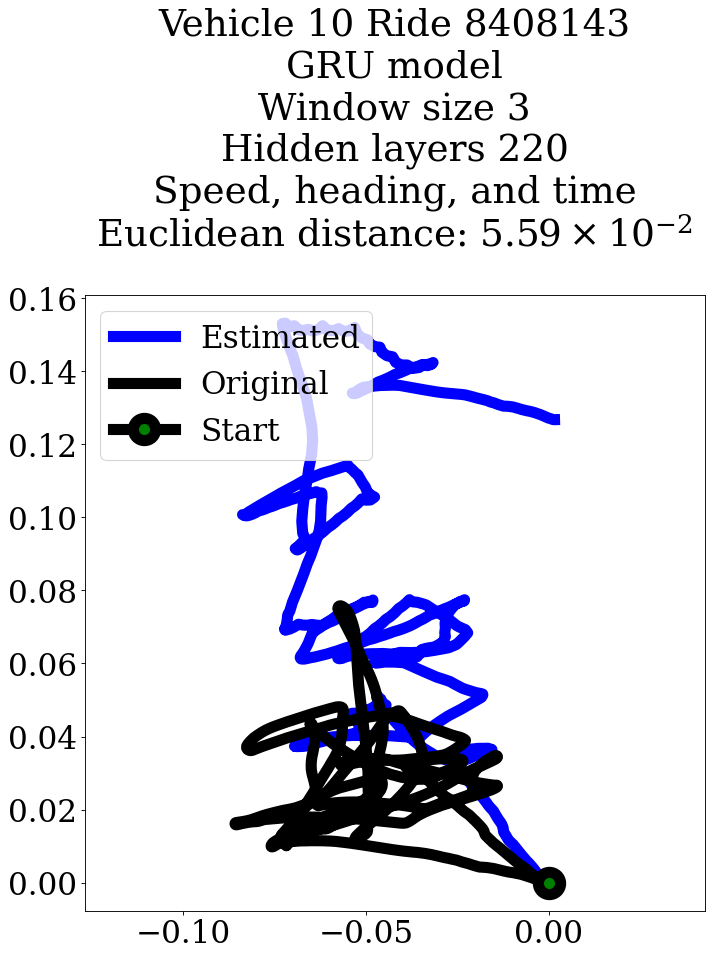 Vehicle 10 Ride 8408143
GRU model
Window size 3
Hidden layers 220
Speed, heading, and time
Euclidean distance: 5.59 × 10⁻²
0.16
0.14
0.12
0.10
0.08
0.06
0.04
0.02
0.00
Estimated
Original
Start
−0.10 −0.05 0.00